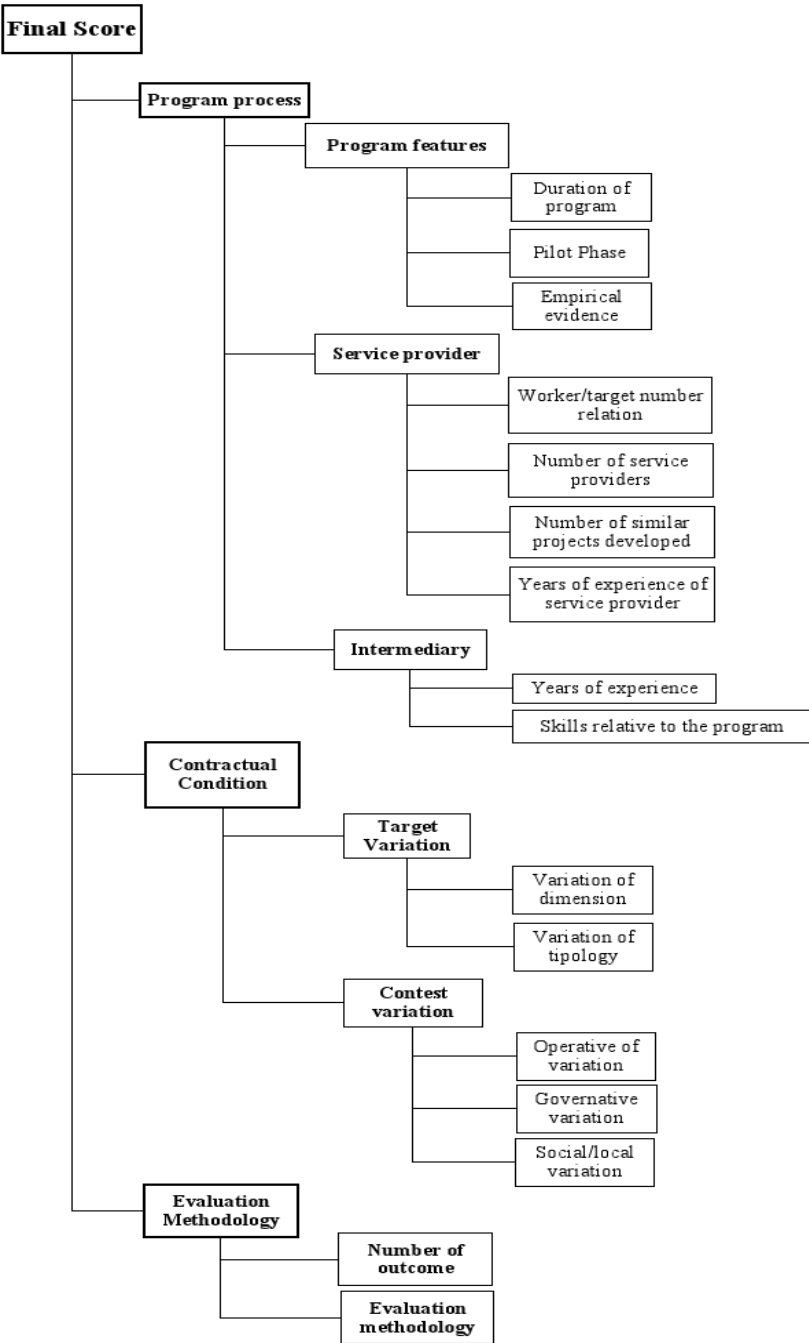 Final Score
Program process
Program features
Duration of
program
Pilot Phase
Empirical
evidence
Service provider
Worker/target number
relation
Number of service
providers
Number of similar
projects developed
Years of experience of
service provider
Intermediary
Years of experience
Skills relative to the program
Contractual
Condition
Target
Variation
Variation of
dimension
Variation of
tipology
Contest
variation
Operative of
variation
Governative
variation
Social/local
variation
Evaluation
Methodology
Number of
outcome
Evaluation
methodology